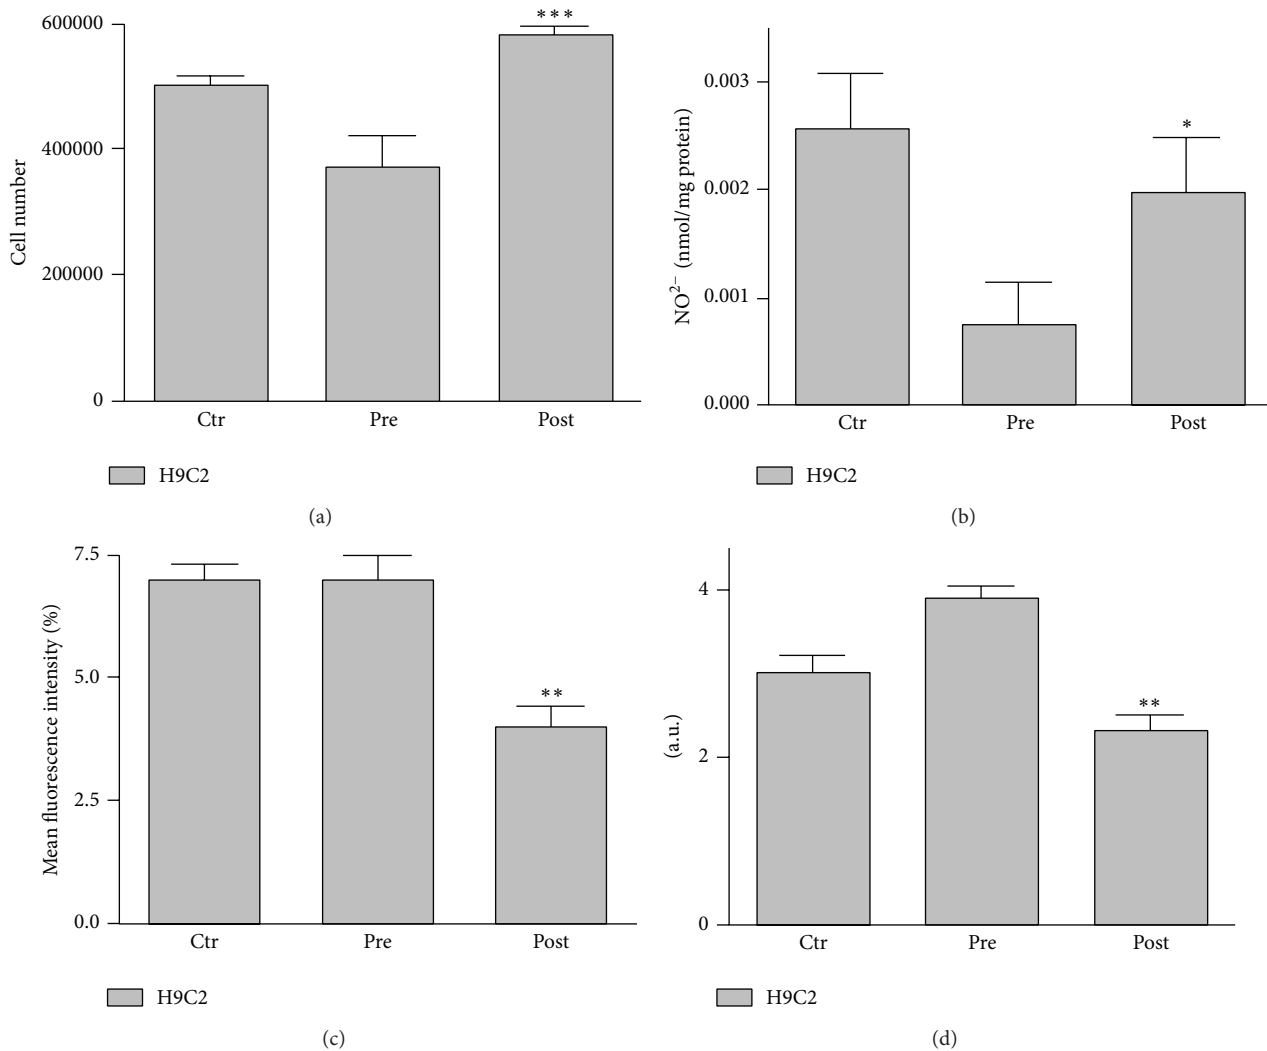 600000
400000
200000
0
Cell number
***
Ctr Pre Post
H9C2
(a)
0.003
0.002
0.001
0.000
NO²⁻ (nmol/mg protein)
*
Ctr Pre Post
H9C2
(b)
7.5
5.0
2.5
0.0
Mean fluorescence intensity (%)
**
Ctr Pre Post
H9C2
(c)
4
2
0
(a.u.)
**
Ctr Pre Post
H9C2
(d)